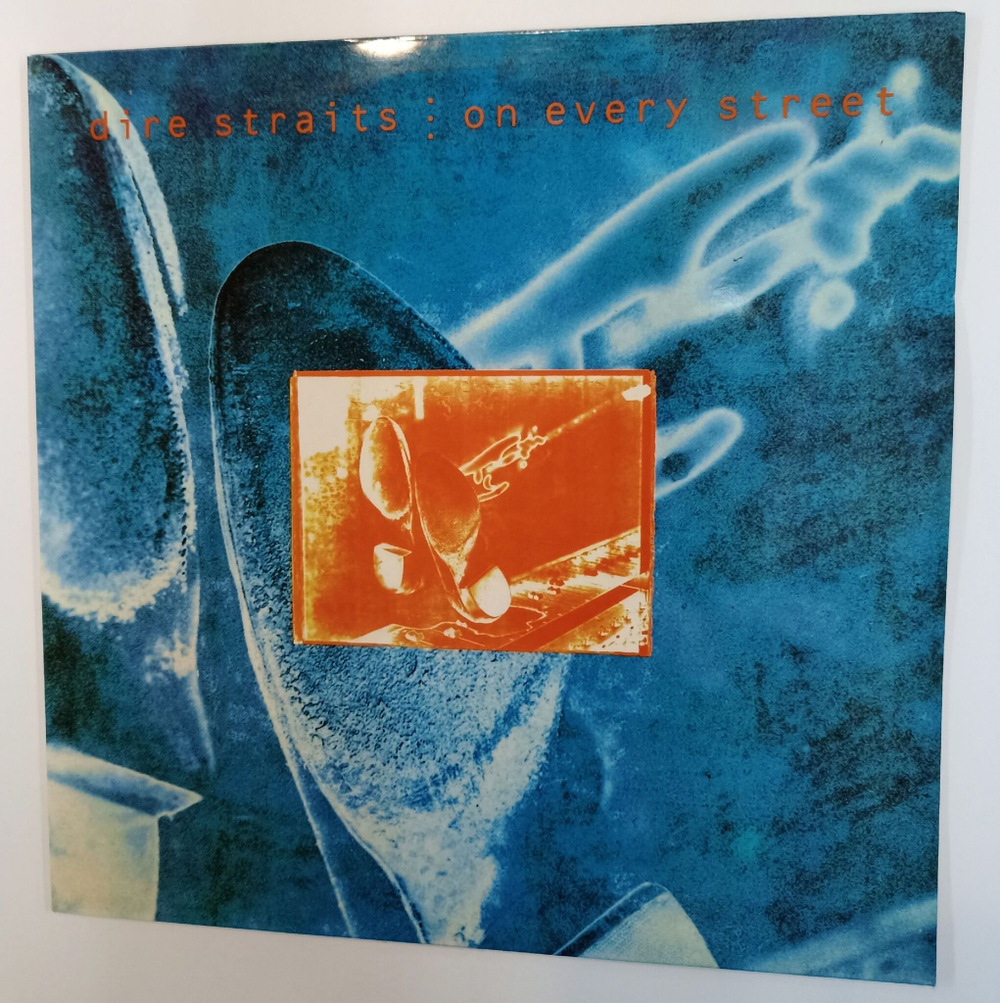 dire straits ⋮ on every street